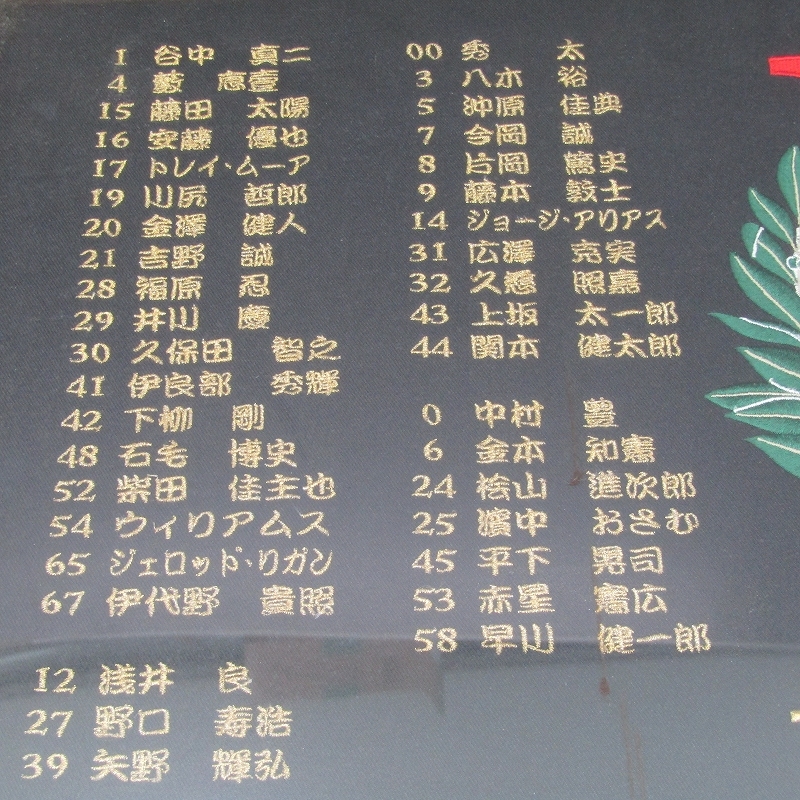 1 谷中 真二
4 藪 恵壹
15 藤田 太陽
16 安藤 優也
17 トレイ・ムーア
19 川尻 哲郎
20 金澤 健人
21 吉野 誠
28 福原 忍
29 井川 慶
30 久保田 智之
41 伊良部 秀輝
42 下柳 剛
48 石毛 博史
52 柴田 佳主也
54 ウィリアムス
65 ジェロッド・リガン
67 伊代野 貴照
12 浅井 良
27 野口 寿浩
39 矢野 輝弘
00 秀 太
3 八木 裕
5 沖原 佳典
7 今岡 誠
8 片岡 篤史
9 藤本 敦士
14 ジョージ・アリアス
31 広澤 克実
32 久慈 照嘉
43 上坂 太一郎
44 関本 健太郎
0 中村 豊
6 金本 知憲
24 桧山 進次郎
25 濱中 おさむ
45 平下 晃司
53 赤星 憲広
58 早川 健一郎